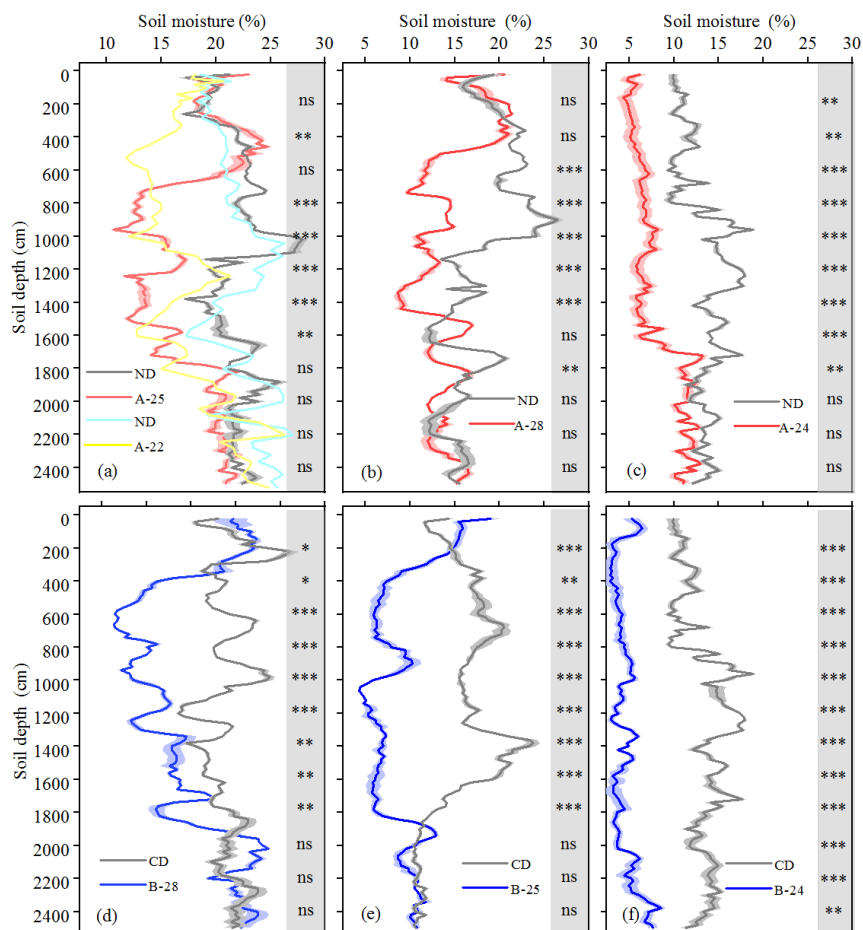 Soil moisture (%) Soil moisture (%) Soil moisture (%)
10 15 20 25 30 5 10 15 20 25 30 5 10 15 20 25 30
Soil depth (cm)
0
200 ns ns **
400 ** ns **
600 ns *** ***
800 *** *** ***
1000 *** *** ***
1200 *** *** ***
1400 *** *** ***
1600 ** ns ***
1800 ns ** **
2000 ns ns ns
2200 ns ns ns
2400 ns ns ns
ND
A-25
ND
A-22
(a)
ND
A-28
(b)
ND
A-24
(c)
Soil depth (cm)
0
200 * *** ***
400 * ** ***
600 *** *** ***
800 *** *** ***
1000 *** *** ***
1200 *** *** ***
1400 ** *** ***
1600 ** *** ***
1800 ** *** ***
2000 ns ns ***
2200 ns ns ***
2400 ns ns **
CD
B-28
(d)
CD
B-25
(e)
CD
B-24
(f)